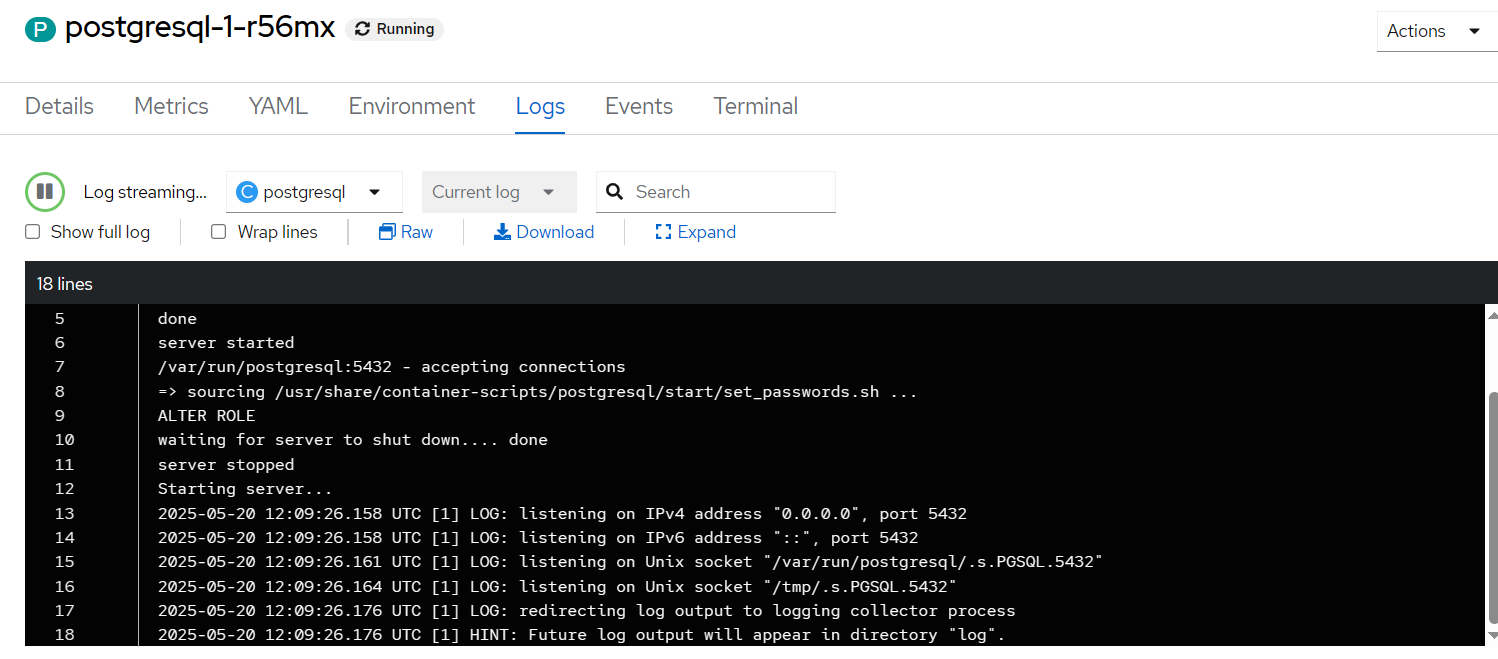 P postgresql-1-r56mx Running
Actions
Details Metrics YAML Environment Logs Events Terminal
Log streaming... C postgresql Current log Search
Show full log Wrap lines Raw Download Expand
18 lines
5 done
6 server started
7 /var/run/postgresql:5432 - accepting connections
8 => sourcing /usr/share/container-scripts/postgresql/start/set_passwords.sh ...
9 ALTER ROLE
10 waiting for server to shut down.... done
11 server stopped
12 Starting server...
13 2025-05-20 12:09:26.158 UTC [1] LOG: listening on IPv4 address "0.0.0.0", port 5432
14 2025-05-20 12:09:26.158 UTC [1] LOG: listening on IPv6 address "::", port 5432
15 2025-05-20 12:09:26.161 UTC [1] LOG: listening on Unix socket "/var/run/postgresql/.s.PGSQL.5432"
16 2025-05-20 12:09:26.164 UTC [1] LOG: listening on Unix socket "/tmp/.s.PGSQL.5432"
17 2025-05-20 12:09:26.176 UTC [1] LOG: redirecting log output to logging collector process
18 2025-05-20 12:09:26.176 UTC [1] HINT: Future log output will appear in directory "log".